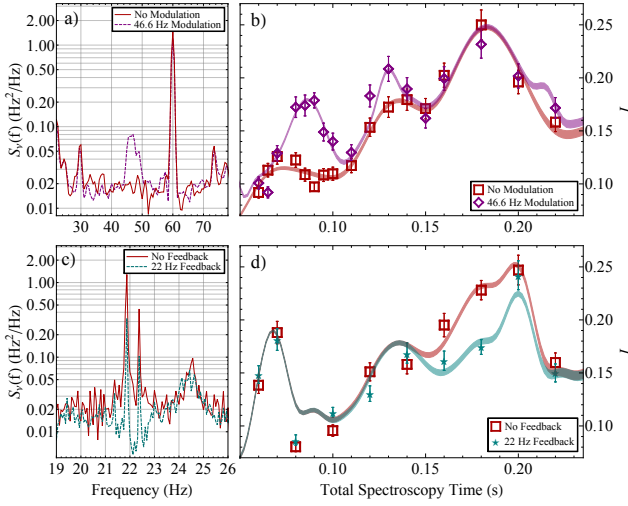 a)
No Modulation
46.6 Hz Modulation
2.00
1.00
0.50
0.20
0.10
0.05
0.02
0.01
Sν(f) (Hz²/Hz)
30 40 50 60 70
b)
0.25
0.20
0.15
0.10
No Modulation
46.6 Hz Modulation
0.10 0.15 0.20
c)
No Feedback
22 Hz Feedback
2.00
1.00
0.50
0.20
0.10
0.05
0.02
0.01
Sν(f) (Hz²/Hz)
19 20 21 22 23 24 25 26
Frequency (Hz)
d)
0.25
0.20
0.15
0.10
No Feedback
22 Hz Feedback
0.10 0.15 0.20
Total Spectroscopy Time (s)